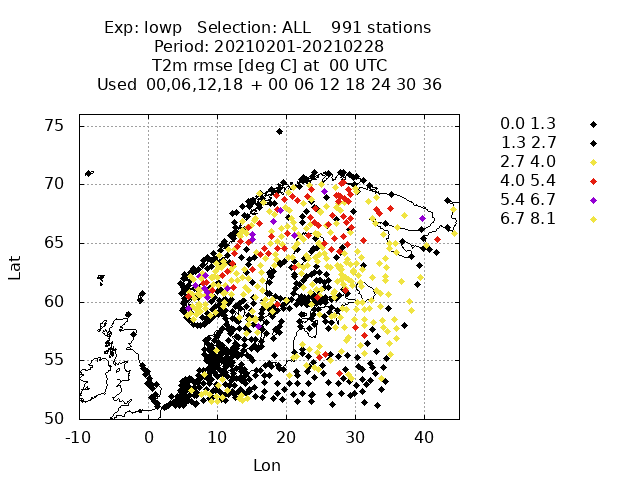 Exp: lowp   Selection: ALL    991 stations
Period: 20210201-20210228
T2m rmse [deg C] at  00 UTC
Used  00,06,12,18  + 00 06 12 18 24 30 36
75
70
65
60
55
50
Lat
-10 0 10 20 30 40
Lon
0.0 1.3
1.3 2.7
2.7 4.0
4.0 5.4
5.4 6.7
6.7 8.1